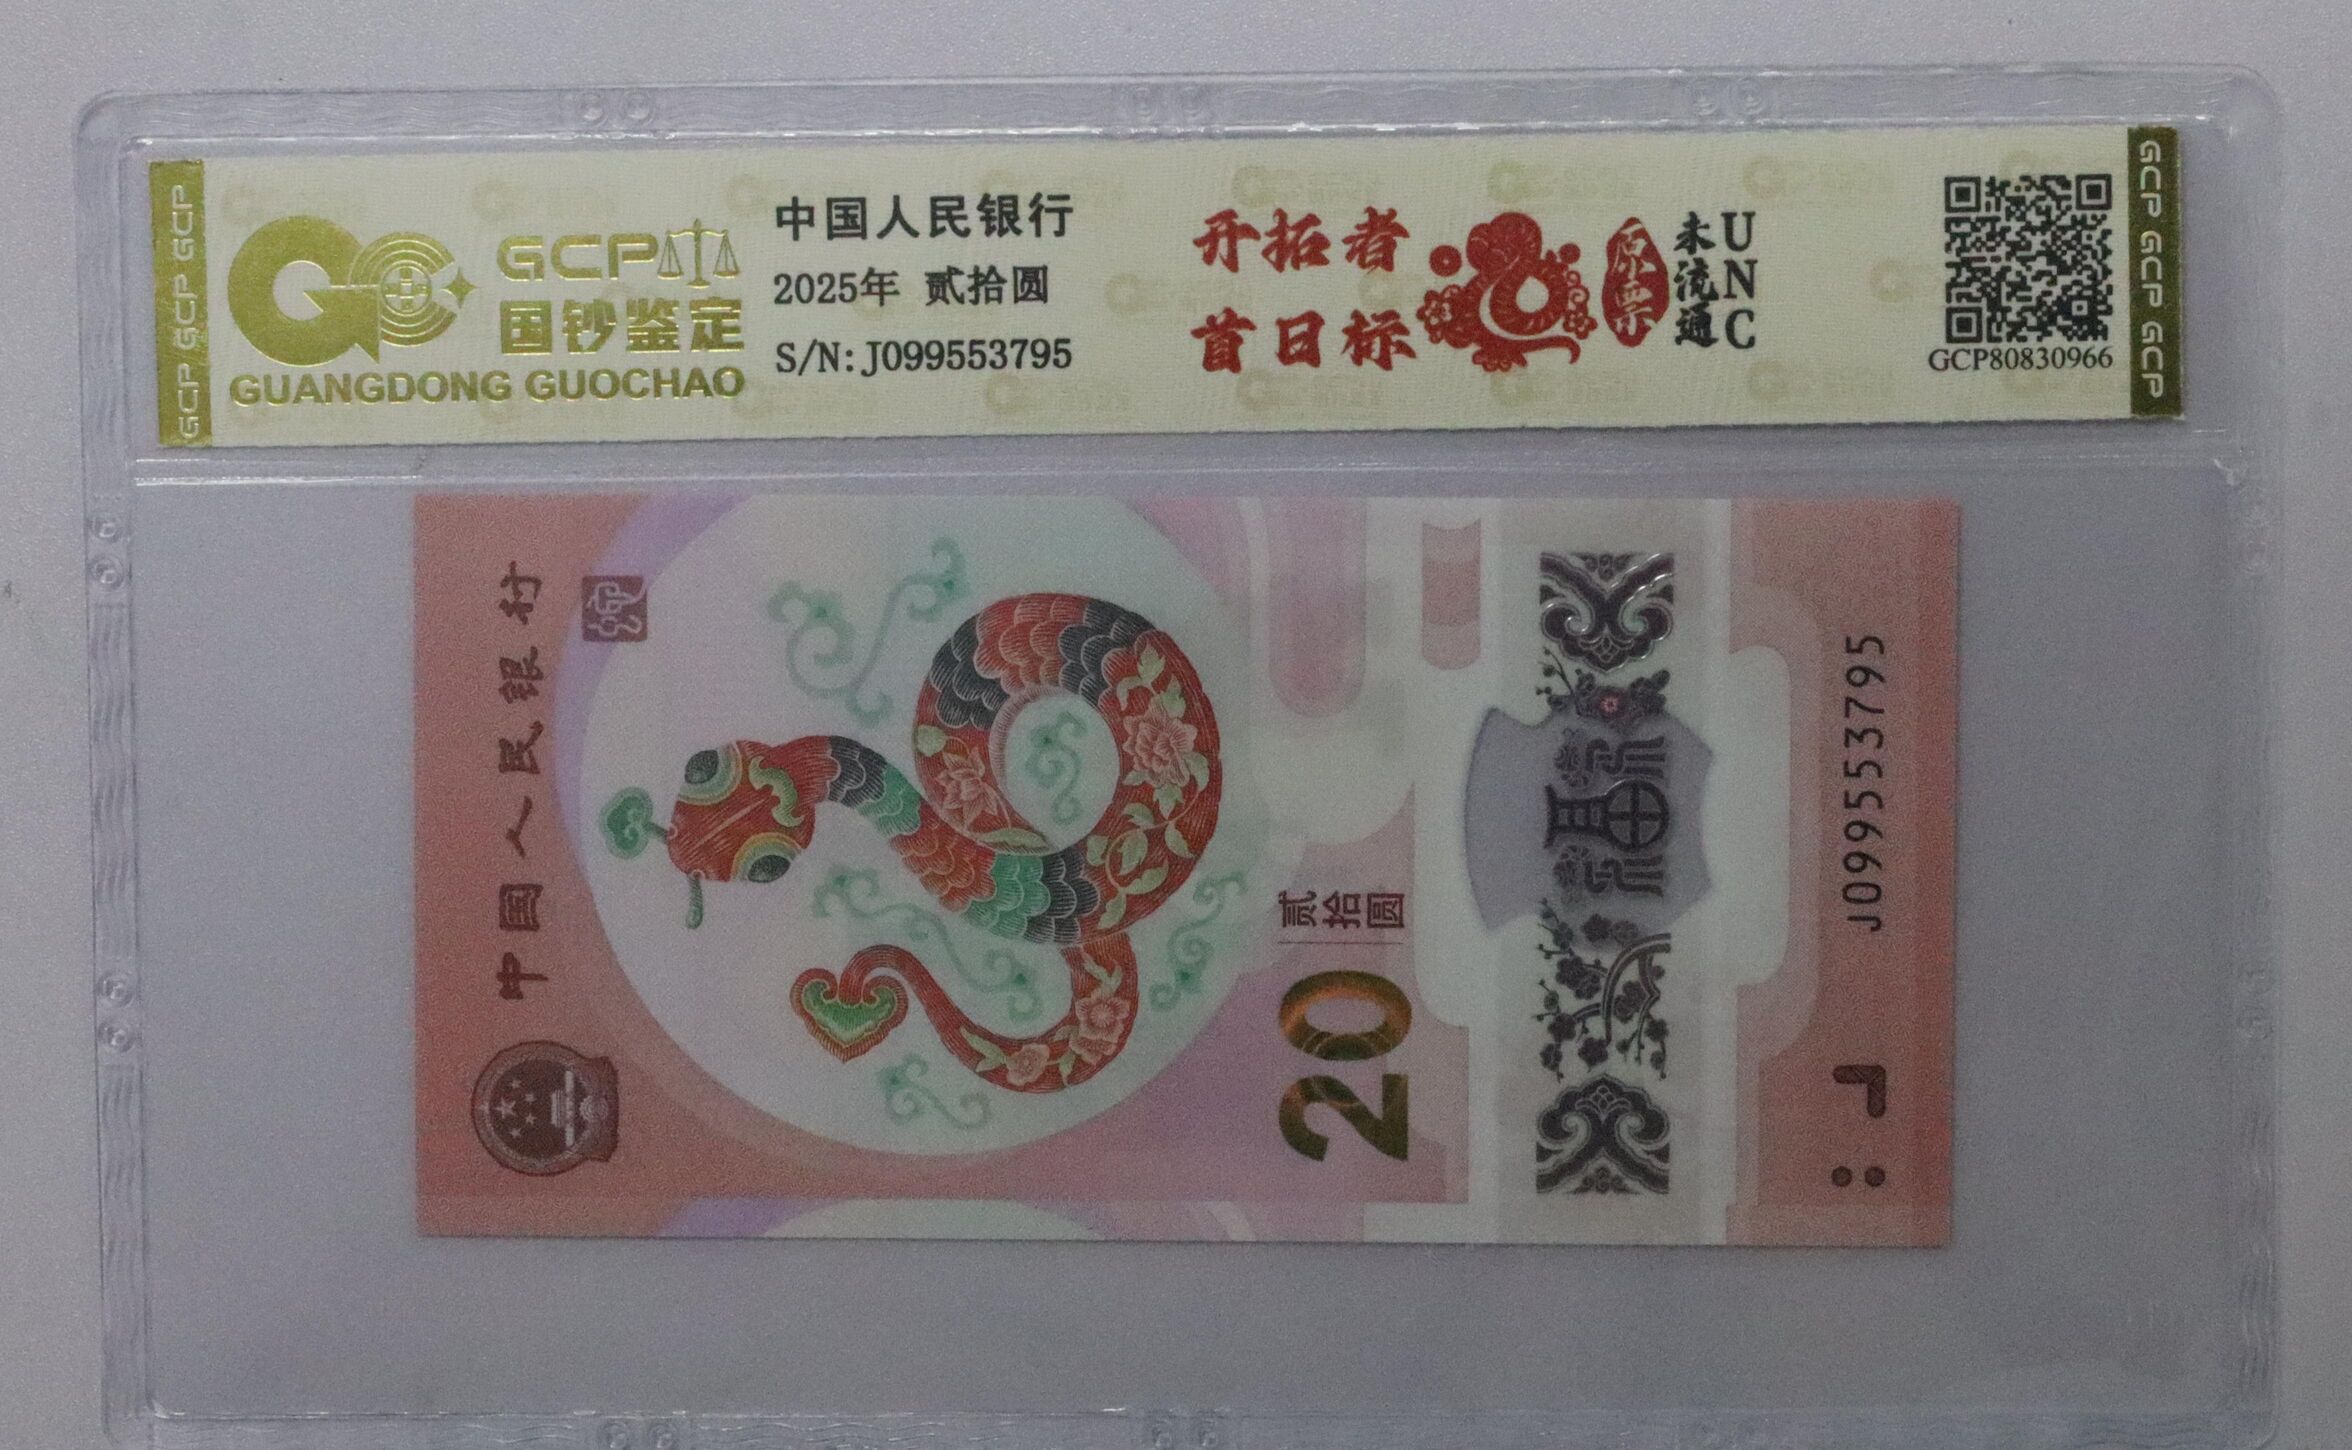 GCP GCP GCP
GCP
国钞鉴定
GUANGDONG GUOCHAO
中国人民银行
2025年 贰拾圆
S/N: J099553795
开拓者
首日标
原票
未流通
UNC
GCP80830966
GCP GCP GCP
中国人民银行
贰拾圆
20
福
J099553795